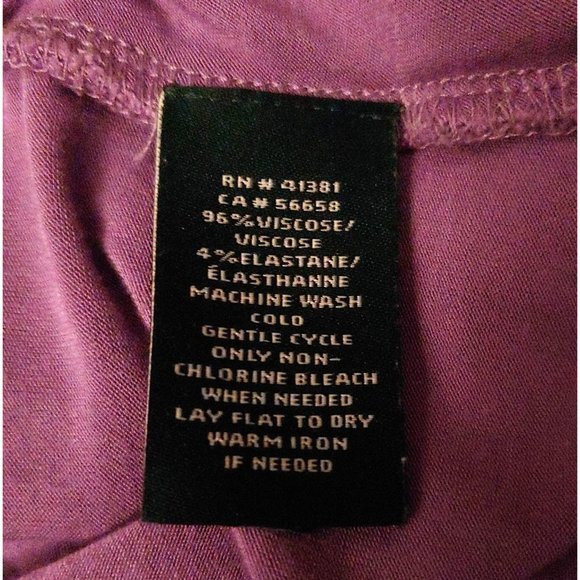 RN # 41381
CA # 56658
96%VISCOSE/
VISCOSE
4%ELASTANE/
ÉLASTHANNE
MACHINE WASH
COLD
GENTLE CYCLE
ONLY NON-
CHLORINE BLEACH
WHEN NEEDED
LAY FLAT TO DRY
WARM IRON
IF NEEDED